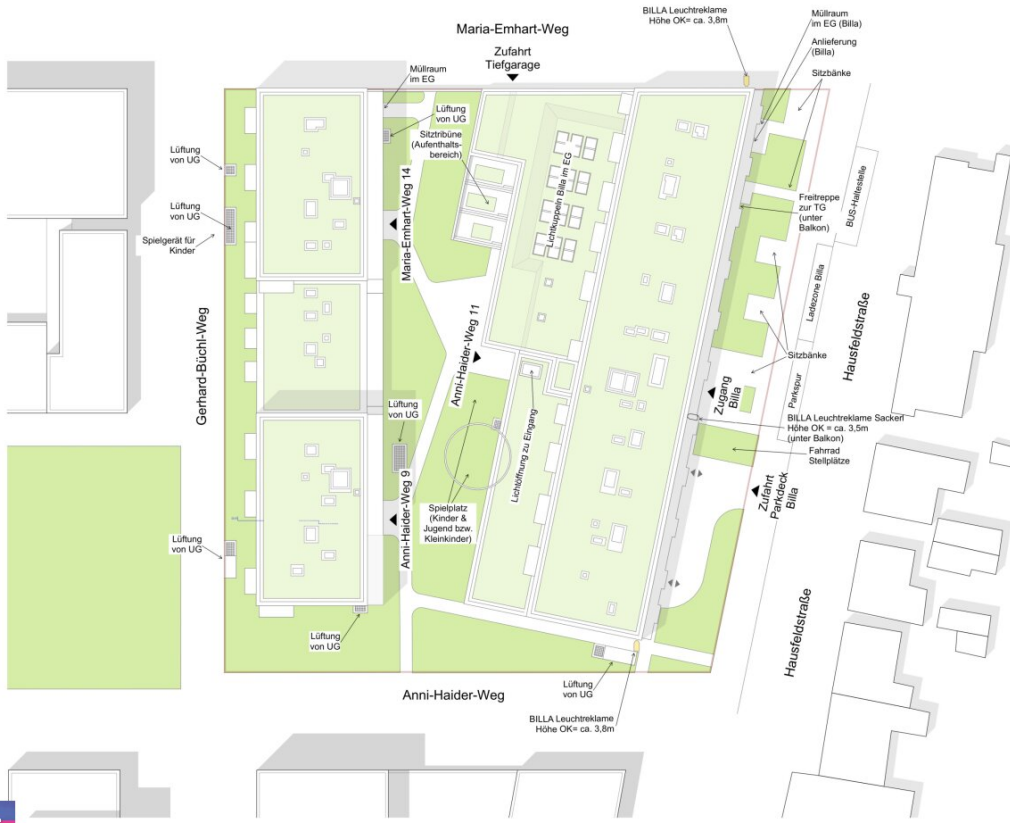 Maria-Emhart-Weg
Zufahrt
Tiefgarage
BILLA Leuchtreklame
Höhe OK= ca. 3,8m
Müllraum
im EG (Billa)
Anlieferung
(Billa)
Sitzbänke
Müllraum
im EG
Lüftung
von UG
Sitztribüne
(Aufenthalts-
bereich)
Lüftung
von UG
Lüftung
von UG
Spielgerät für
Kinder
Maria-Emhart-Weg 14
Lichtkuppeln Billa im EG
Freitreppe
zur TG
(unter
Balkon)
BUS-Haltestelle
Ladezone Billa
Hausfeldstraße
Gerhard-Büchl-Weg
Anni-Haider-Weg 11
Sitzbänke
Parkspur
Zugang
Billa
Lüftung
von UG
Lichtöffnung zu Eingang
BILLA Leuchtreklame Sackerl
Höhe OK = ca. 3,5m
(unter Balkon)
Fahrrad
Stellplätze
Zufahrt
Parkdeck
Billa
Anni-Haider-Weg 9
Spielplatz
(Kinder &
Jugend bzw.
Kleinkinder)
Lüftung
von UG
Lüftung
von UG
Hausfeldstraße
Lüftung
von UG
Anni-Haider-Weg
BILLA Leuchtreklame
Höhe OK= ca. 3,8m